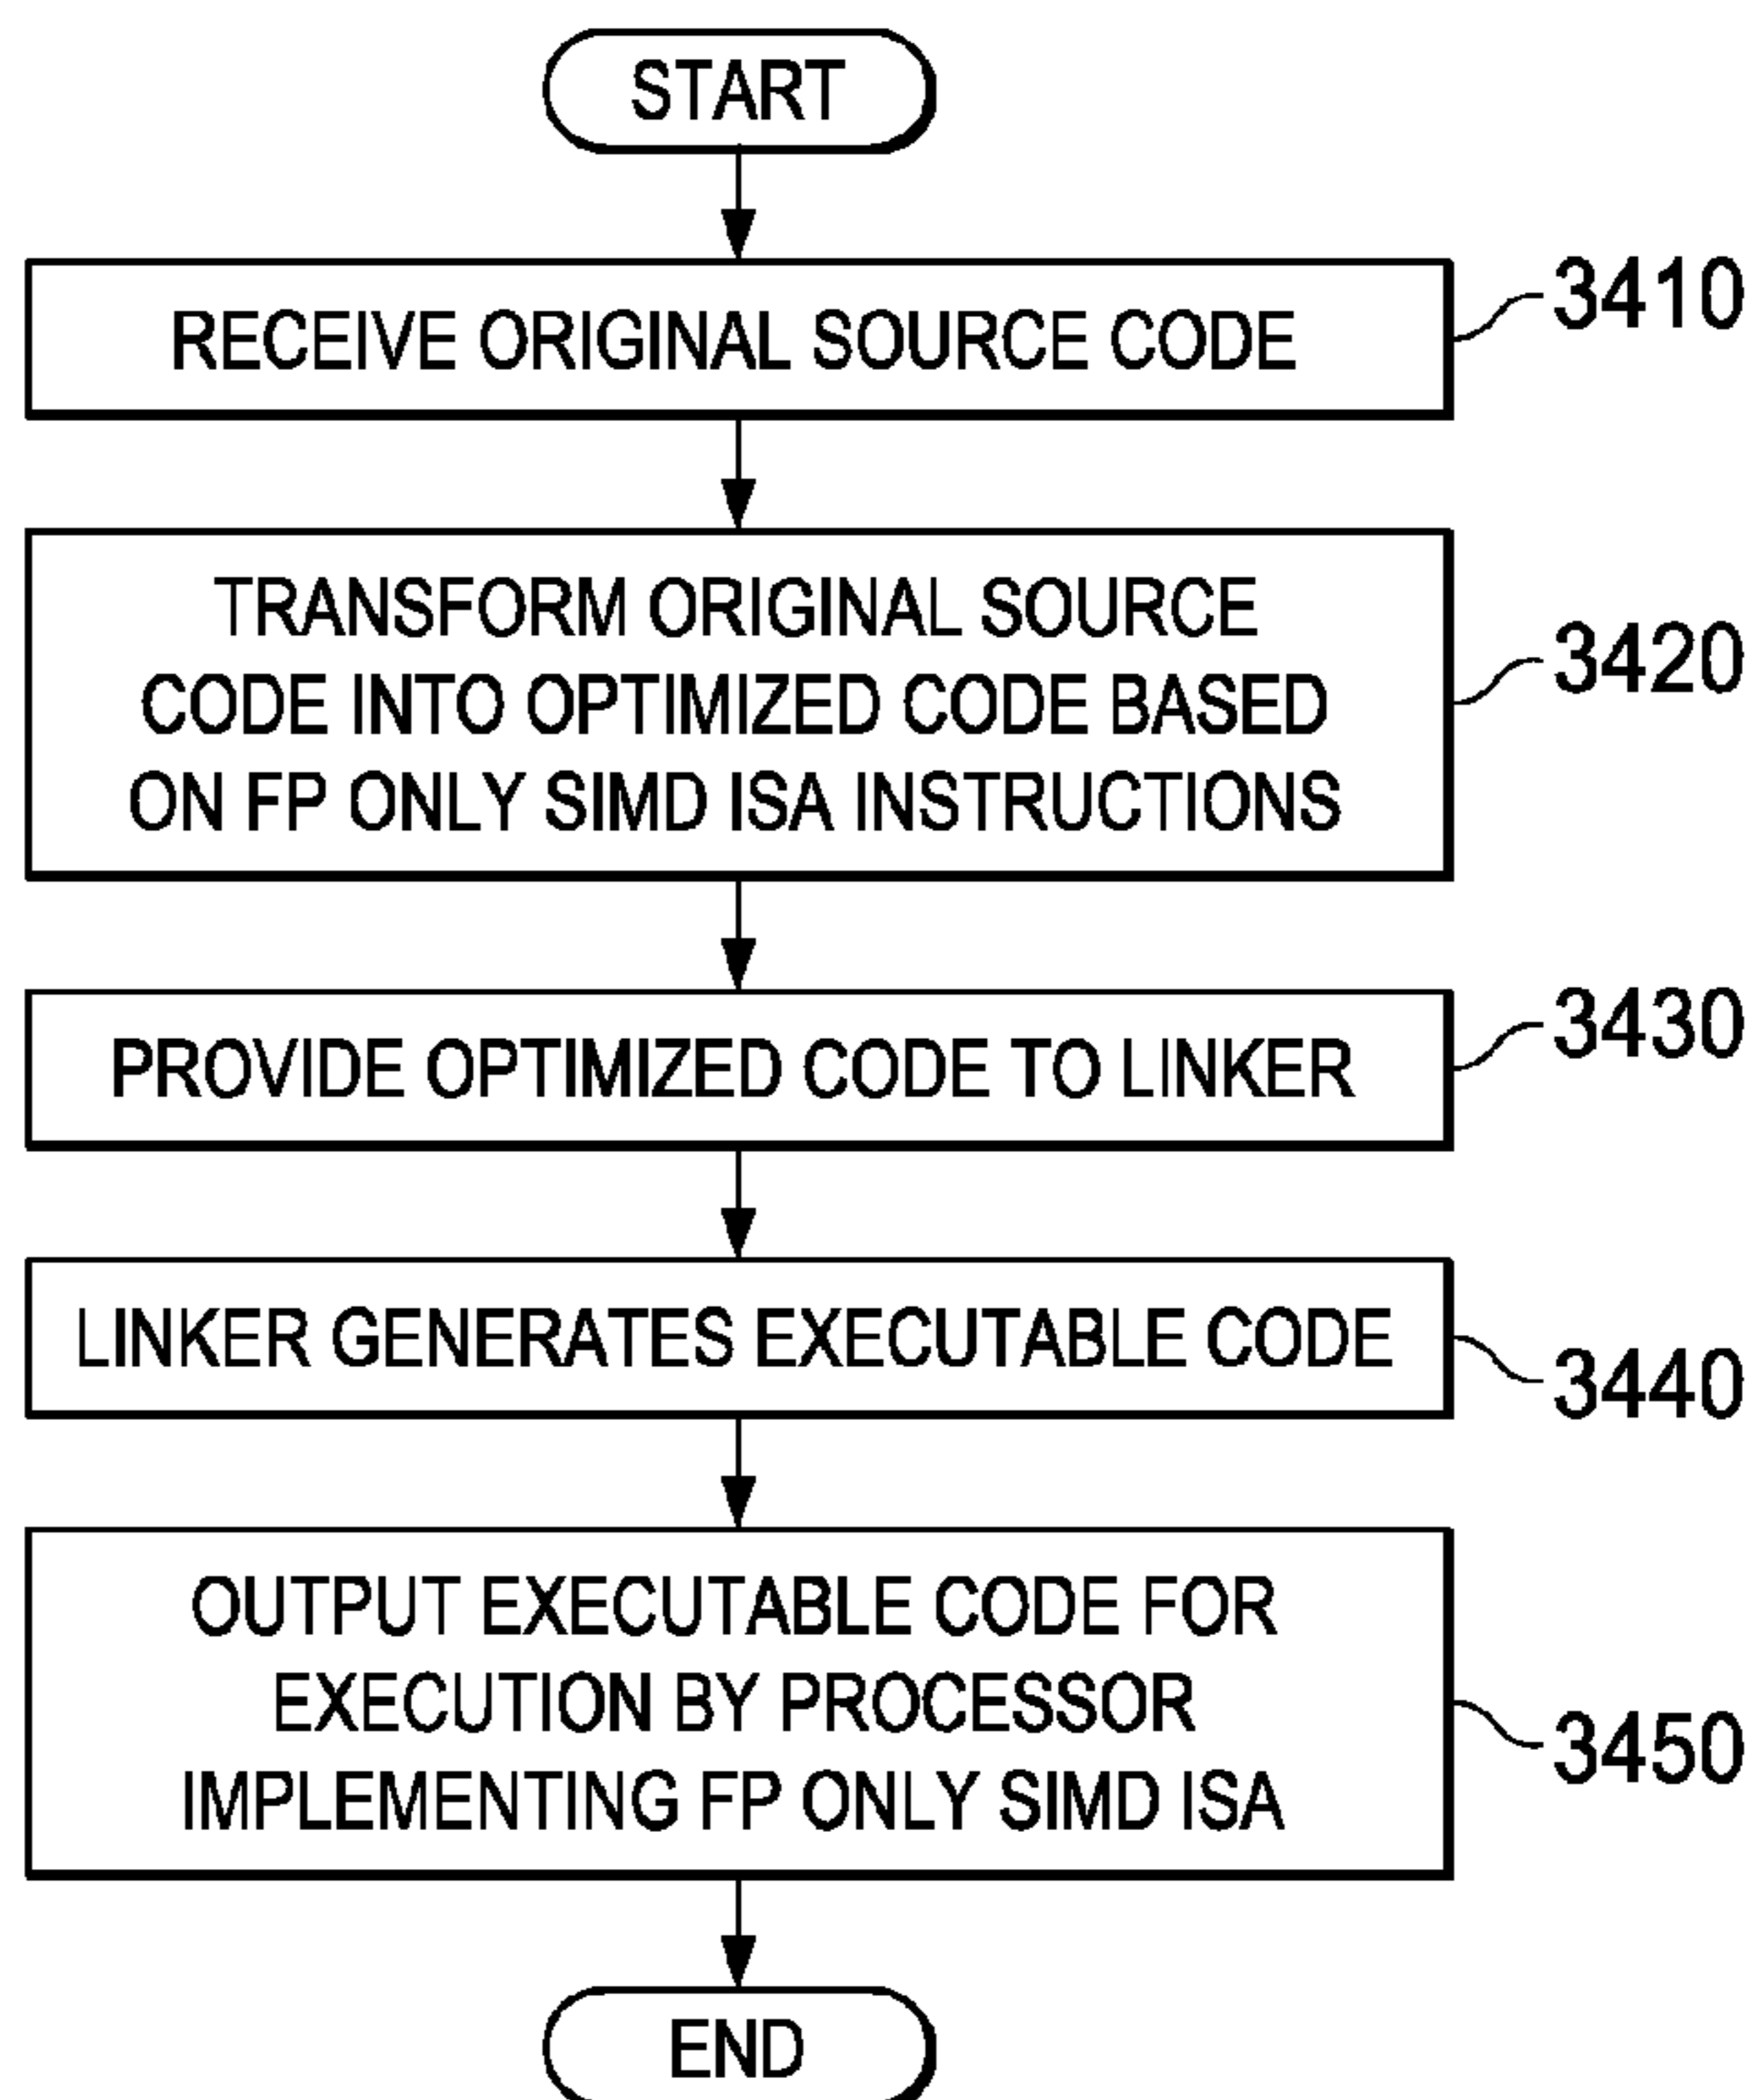 START
RECEIVE ORIGINAL SOURCE CODE
3410
TRANSFORM ORIGINAL SOURCE
CODE INTO OPTIMIZED CODE BASED
ON FP ONLY SIMD ISA INSTRUCTIONS
3420
PROVIDE OPTIMIZED CODE TO LINKER
3430
LINKER GENERATES EXECUTABLE CODE
3440
OUTPUT EXECUTABLE CODE FOR
EXECUTION BY PROCESSOR
IMPLEMENTING FP ONLY SIMD ISA
3450
END